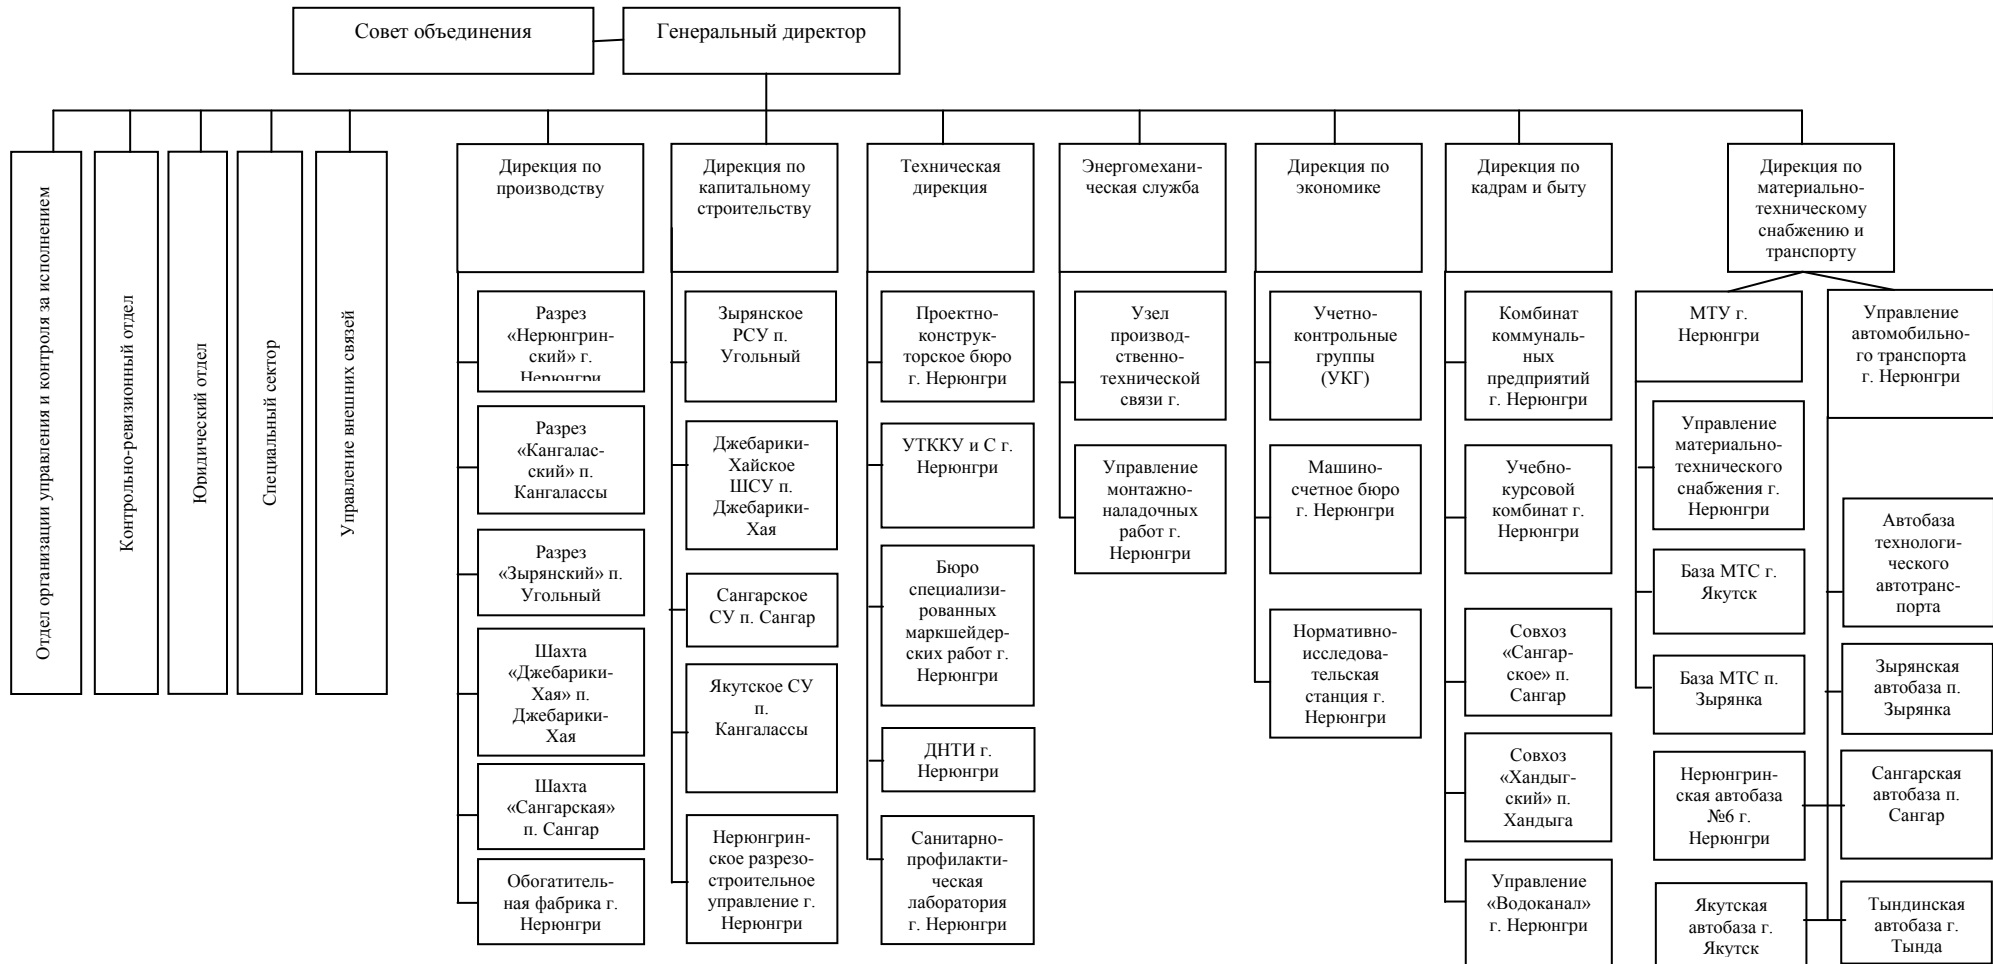 Совет объединения
Генеральный директор
Отдел организации управления и контроля за исполнением
Контрольно-ревизионный отдел
Юридический отдел
Специальный сектор
Управление внешних связей
Дирекция по
производству
Разрез
«Нерюнгрин-
ский» г.
Нерюнгри
Разрез
«Кангалас-
ский» п.
Кангалассы
Разрез
«Зырянский» п.
Угольный
Шахта
«Джебарики-
Хая» п.
Джебарики-
Хая
Шахта
«Сангарская»
п. Сангар
Обогатитель-
ная фабрика г.
Нерюнгри
Дирекция по
капитальному
строительству
Зырянское
РСУ п.
Угольный
Джебарики-
Хайское
ШСУ п.
Джебарики-
Хая
Сангарское
СУ п. Сангар
Якутское СУ
п.
Кангалассы
Нерюнгрин-
ское разрезо-
строительное
управление г.
Нерюнгри
Техническая
дирекция
Проектно-
конструк-
торское бюро
г. Нерюнгри
УТККУ и С г.
Нерюнгри
Бюро
специализи-
рованных
маркшейдер-
ских работ г.
Нерюнгри
ДНТИ г.
Нерюнгри
Санитарно-
профилакти-
ческая
лаборатория
г. Нерюнгри
Энергомехани-
ческая служба
Узел
производ-
ственно-
технической
связи г.
Управление
монтажно-
наладочных
работ г.
Нерюнгри
Дирекция по
экономике
Учетно-
контрольные
группы
(УКГ)
Машино-
счетное бюро
г. Нерюнгри
Нормативно-
исследова-
тельская
станция г.
Нерюнгри
Дирекция по
кадрам и быту
Комбинат
коммуналь-
ных
предприятий
г. Нерюнгри
Учебно-
курсовой
комбинат г.
Нерюнгри
Совхоз
«Сангар-
ское» п.
Сангар
Совхоз
«Хандыг-
ский» п.
Хандыга
Управление
«Водоканал»
г. Нерюнгри
Дирекция по
материально-
техническому
снабжению и
транспорту
МТУ г.
Нерюнгри
Управление
материально-
технического
снабжения г.
Нерюнгри
База МТС г.
Якутск
База МТС п.
Зырянка
Нерюнгрин-
ская автобаза
№6 г.
Нерюнгри
Якутская
автобаза г.
Якутск
Управление
автомобильно-
го транспорта
г. Нерюнгри
Автобаза
технологи-
ческого
автотранс-
порта
Зырянская
автобаза п.
Зырянка
Сангарская
автобаза п.
Сангар
Тындинская
автобаза г.
Тында